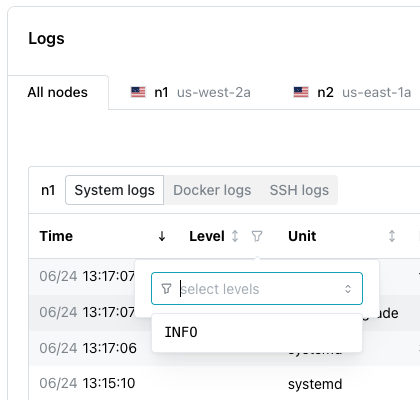 Logs
All nodes n1 us-west-2a n2 us-east-1a
n1 System logs Docker logs SSH logs
Time Level Unit
06/24 13:17:07
select levels
06/24 13:17:07
INFO
06/24 13:17:06 systemd
06/24 13:15:10 systemd